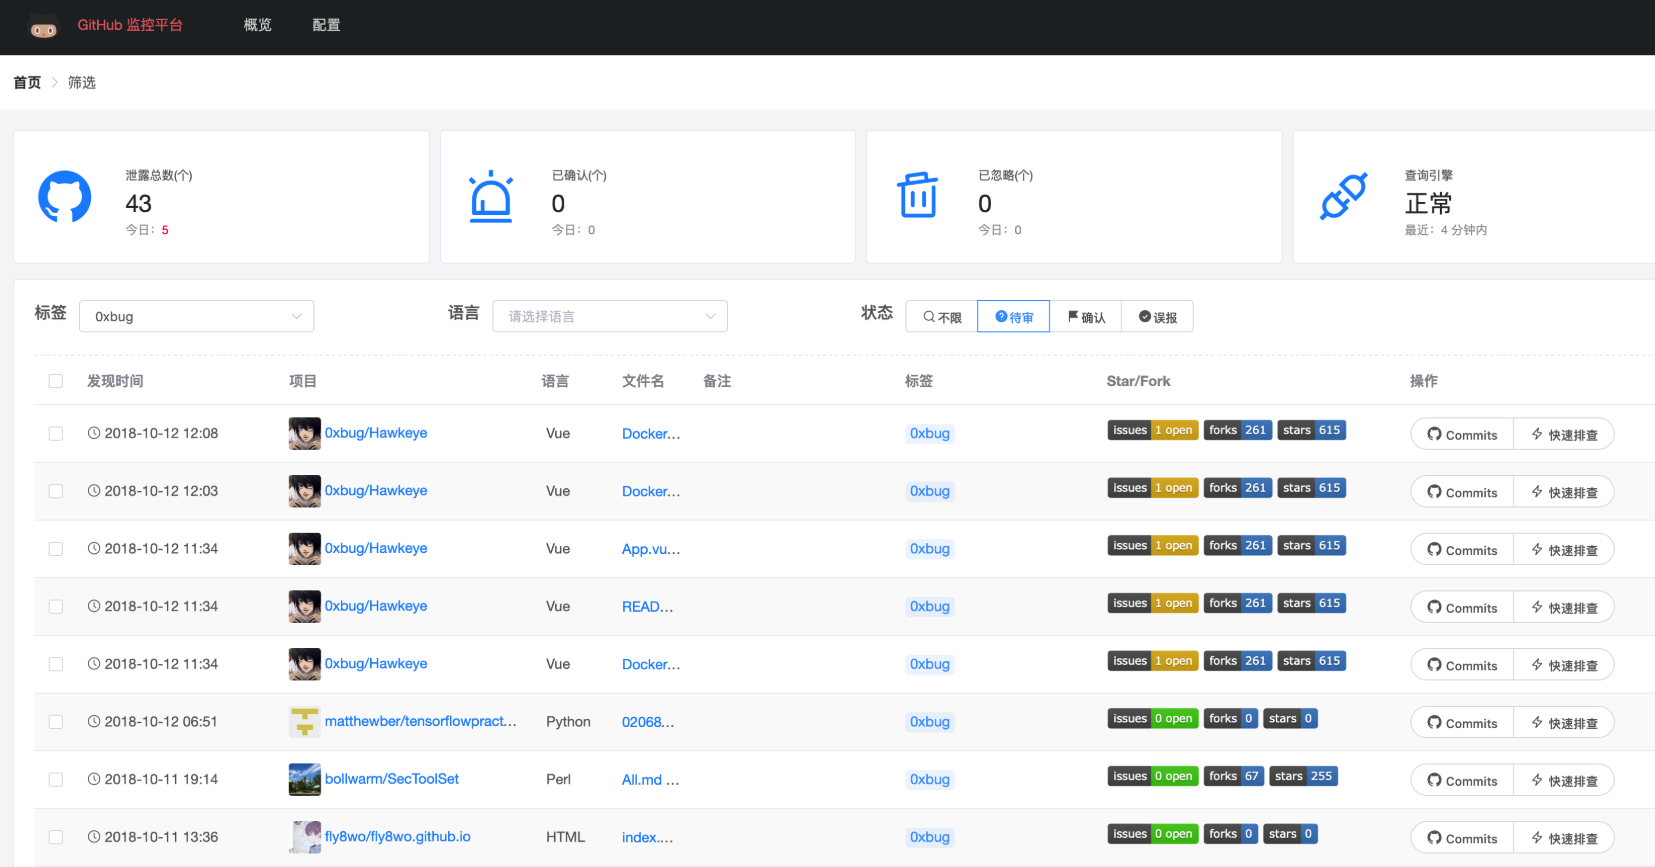 GitHub 监控平台 概览 配置
首页 > 筛选
泄露总数(个) 已确认(个) 已忽略(个) 查询引擎
43 0 0 正常
今日: 5 今日: 0 今日: 0 最近: 4 分钟内
标签 0xbug 语言 请选择语言 状态 不限 待审 确认 误报
发现时间 项目 语言 文件名 备注 标签 Star/Fork 操作
2018-10-12 12:08 0xbug/Hawkeye Vue Docker... 0xbug issues 1 open forks 261 stars 615 Commits 快速排查
2018-10-12 12:03 0xbug/Hawkeye Vue Docker... 0xbug issues 1 open forks 261 stars 615 Commits 快速排查
2018-10-12 11:34 0xbug/Hawkeye Vue App.vu... 0xbug issues 1 open forks 261 stars 615 Commits 快速排查
2018-10-12 11:34 0xbug/Hawkeye Vue READ... 0xbug issues 1 open forks 261 stars 615 Commits 快速排查
2018-10-12 11:34 0xbug/Hawkeye Vue Docker... 0xbug issues 1 open forks 261 stars 615 Commits 快速排查
2018-10-12 06:51 matthewber/tensorflowpract... Python 02068... 0xbug issues 0 open forks 0 stars 0 Commits 快速排查
2018-10-11 19:14 bollwarm/SecToolSet Perl All.md ... 0xbug issues 0 open forks 67 stars 255 Commits 快速排查
2018-10-11 13:36 fly8wo/fly8wo.github.io HTML index.... 0xbug issues 0 open forks 0 stars 0 Commits 快速排查